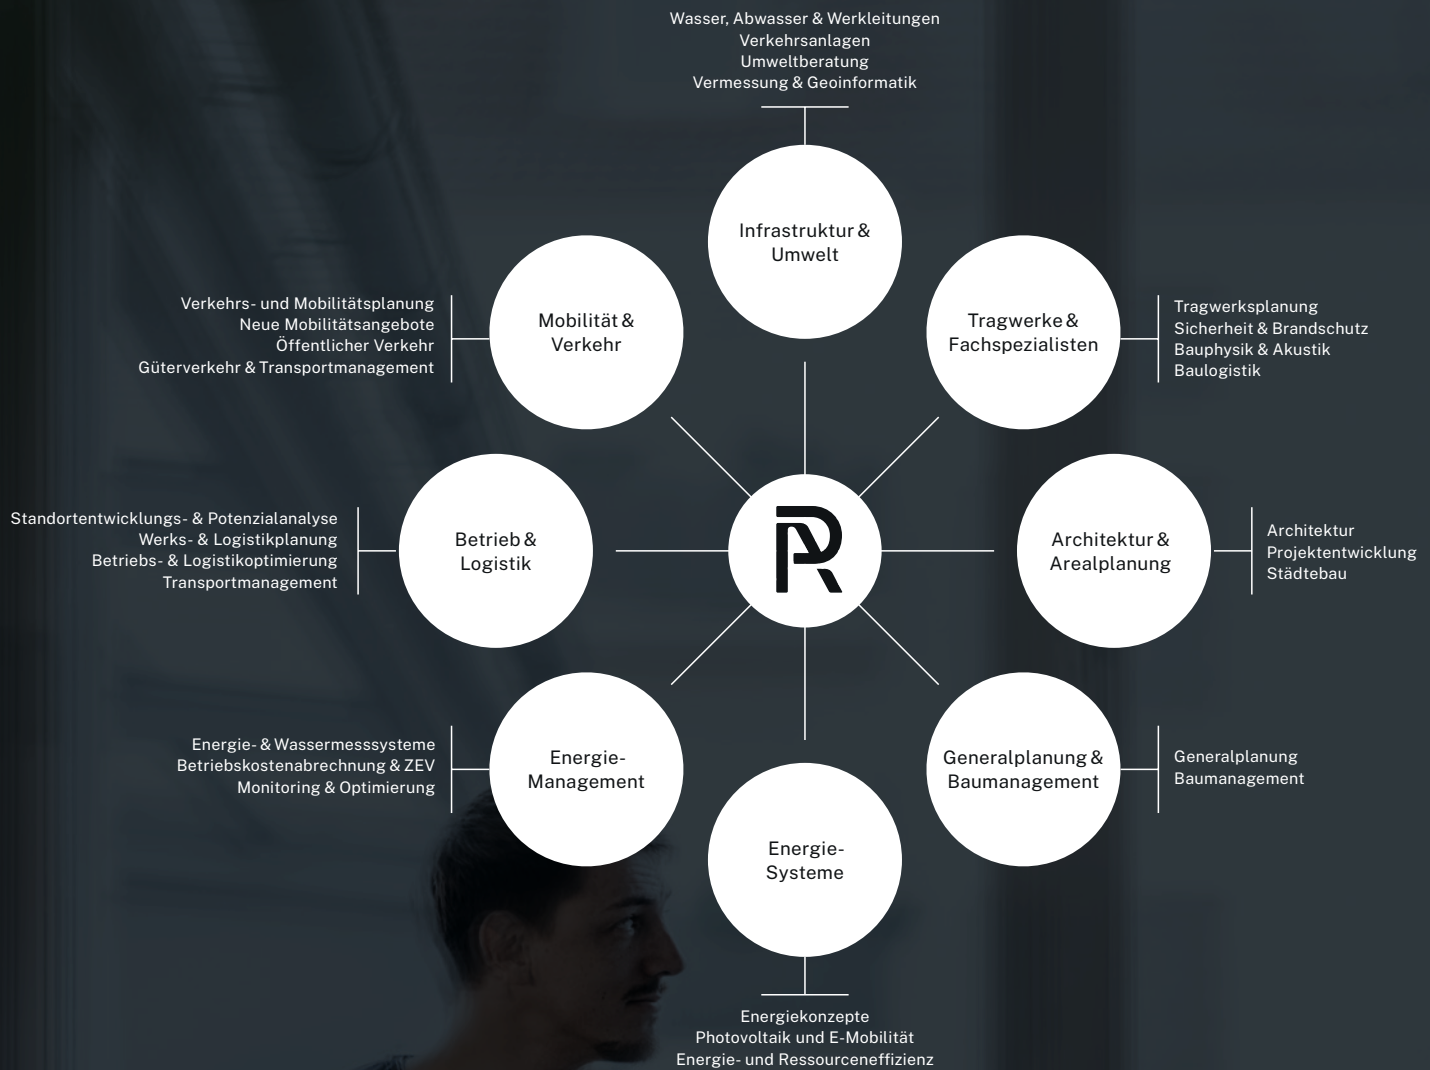 Wasser, Abwasser & Werkleitungen
Verkehrsanlagen
Umweltberatung
Vermessung & Geoinformatik
Infrastruktur &
Umwelt
Verkehrs- und Mobilitätsplanung
Neue Mobilitätsangebote
Öffentlicher Verkehr
Güterverkehr & Transportmanagement
Mobilität &
Verkehr
Tragwerke &
Fachspezialisten
Tragwerksplanung
Sicherheit & Brandschutz
Bauphysik & Akustik
Baulogistik
Standortentwicklungs- & Potenzialanalyse
Werks- & Logistikplanung
Betriebs- & Logistikoptimierung
Transportmanagement
Betrieb &
Logistik
Architektur &
Arealplanung
Architektur
Projektentwicklung
Städtebau
Energie- & Wassermesssysteme
Betriebskostenabrechnung & ZEV
Monitoring & Optimierung
Energie-
Management
Generalplanung &
Baumanagement
Generalplanung
Baumanagement
Energie-
Systeme
Energiekonzepte
Photovoltaik und E-Mobilität
Energie- und Ressourceneffizienz